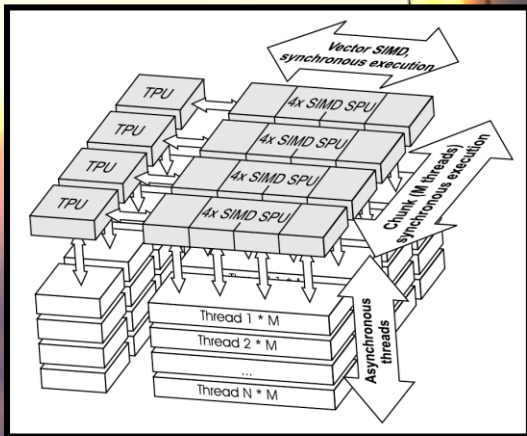 Vector SIMD,
synchronous execution
TPU
4x SIMD SPU
TPU
4x SIMD SPU
TPU
4x SIMD SPU
TPU
4x SIMD SPU
Chunk (M threads)
synchronous execution
Thread 1 * M
Thread 2 * M
...
Thread N * M
Asynchronous
threads